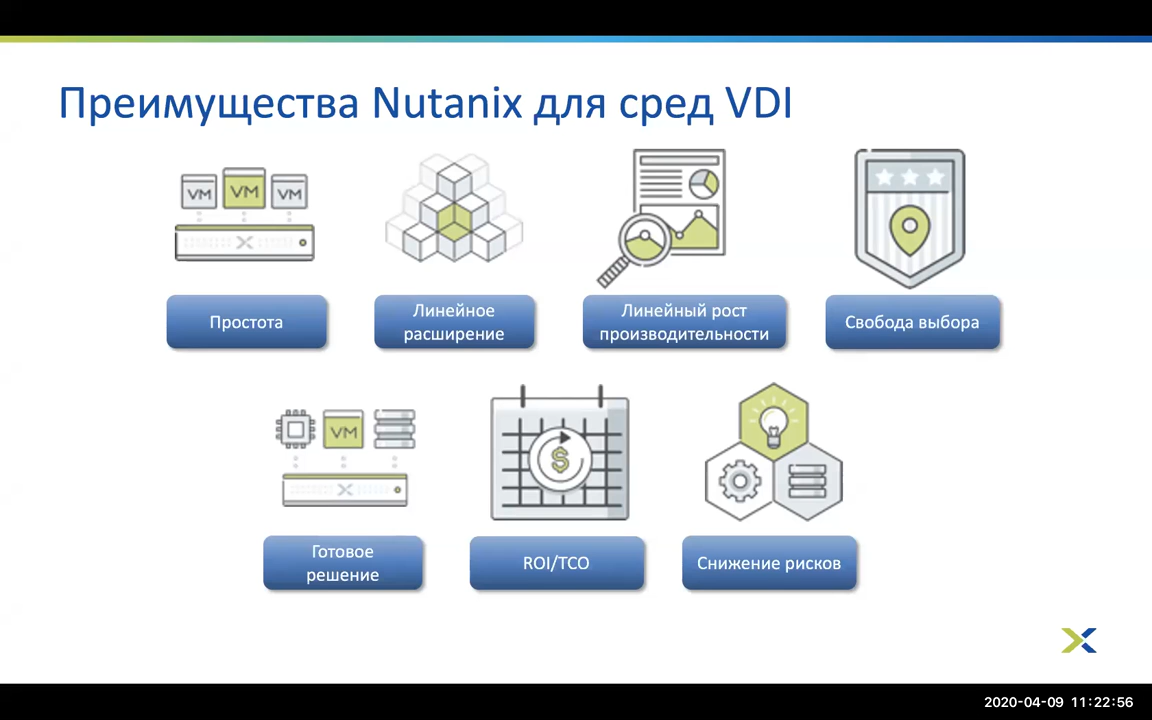 Преимущества Nutanix для сред VDI
VM VM VM
Простота
Линейное
расширение
Линейный рост
производительности
Свобода выбора
VM
$
Готовое
решение
ROI/TCO
Снижение рисков
2020-04-09 11:22:56